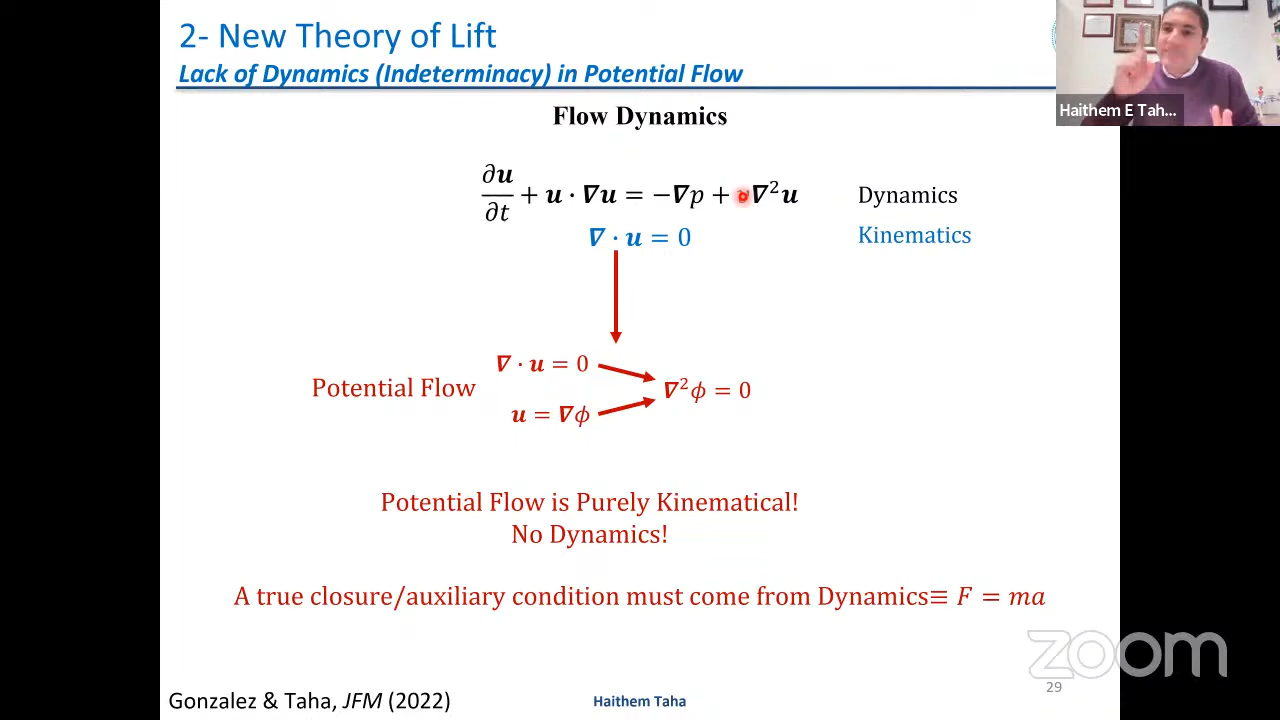 2- New Theory of Lift
Lack of Dynamics (Indeterminacy) in Potential Flow
Haithem E Tah...
Flow Dynamics
∂𝒖/∂t + 𝒖 · 𝛁𝒖 = −𝛁p + 𝛁²𝒖 Dynamics
𝛁 · 𝒖 = 0 Kinematics
𝛁 · 𝒖 = 0
Potential Flow
𝛁²ϕ = 0
𝒖 = 𝛁ϕ
Potential Flow is Purely Kinematical!
No Dynamics!
A true closure/auxiliary condition must come from Dynamics≡ F = ma
zoom
29
Gonzalez & Taha, JFM (2022)
Haithem Taha